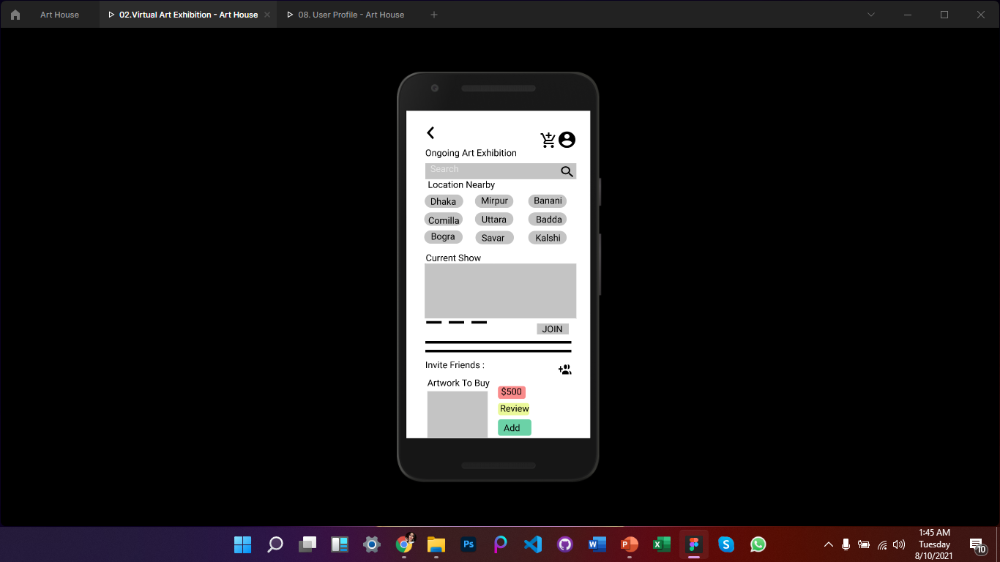 Art House
02.Virtual Art Exhibition - Art House
08. User Profile - Art House
Ongoing Art Exhibition
Search
Location Nearby
Dhaka Mirpur Banani
Comilla Uttara Badda
Bogra Savar Kalshi
Current Show
JOIN
Invite Friends :
Artwork To Buy
$500
Review
Add
Ps
1:45 AM
Tuesday
8/10/2021
10